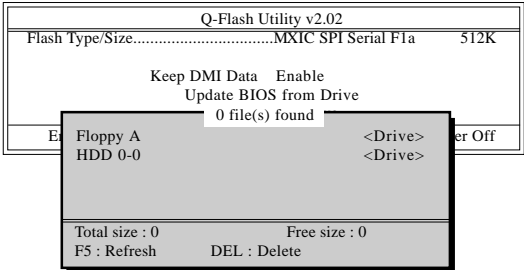 Q-Flash Utility v2.02
Flash Type/Size.................................MXIC SPI Serial F1a 512K
Keep DMI Data Enable
Update BIOS from Drive
0 file(s) found
Floppy A <Drive>
HDD 0-0 <Drive>
Total size : 0 Free size : 0
F5 : Refresh DEL : Delete